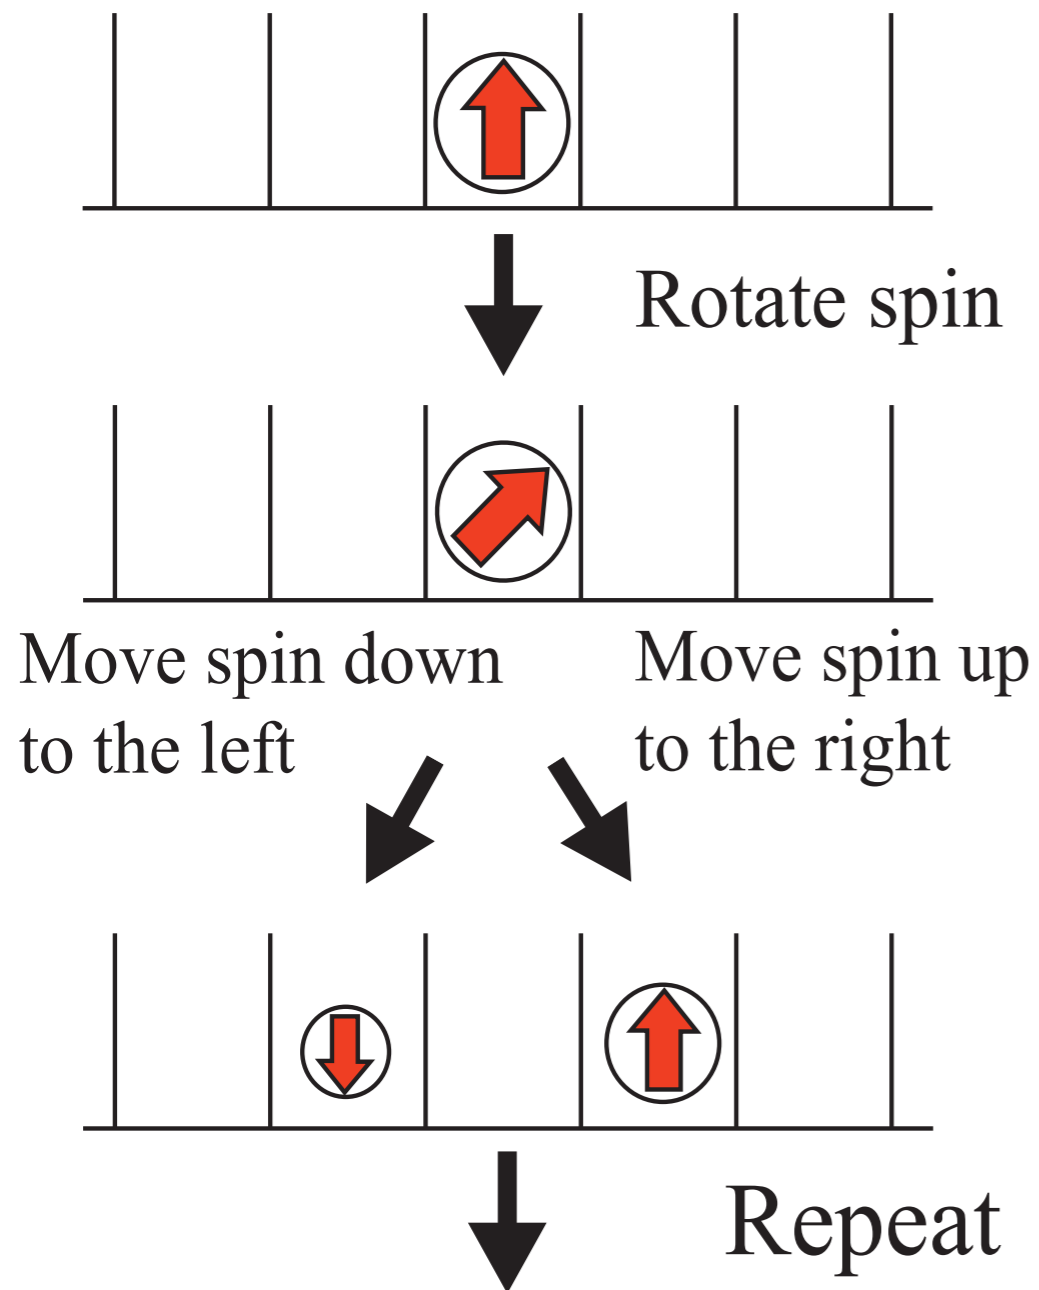 Rotate spin
Move spin down
to the left
Move spin up
to the right
Repeat